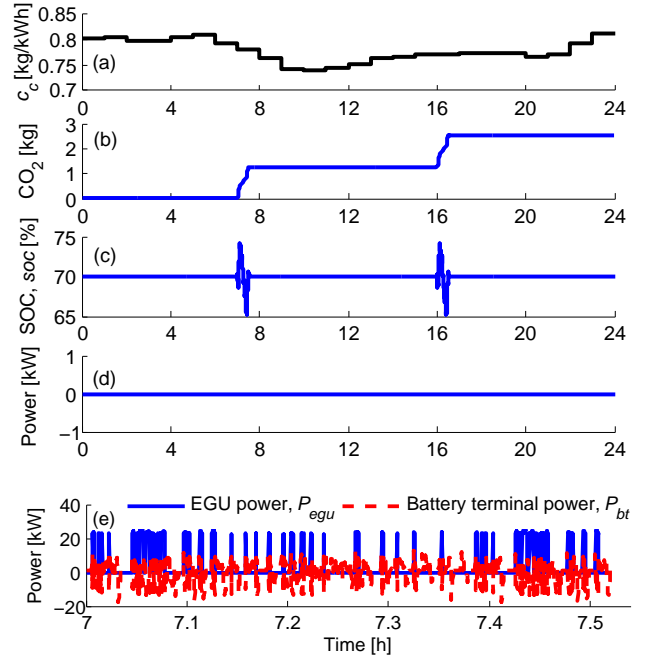 c_c [kg/kWh]
0.8
0.75
0.7
(a)
0 4 8 12 16 20 24
CO2 [kg]
3
2
1
0
(b)
0 4 8 12 16 20 24
SOC, soc [%]
75
70
65
(c)
0 4 8 12 16 20 24
Power [kW]
1
0
−1
(d)
0 4 8 12 16 20 24
Power [kW]
40
20
0
−20
(e)
EGU power, P_egu
Battery terminal power, P_bt
7 7.1 7.2 7.3 7.4 7.5
Time [h]